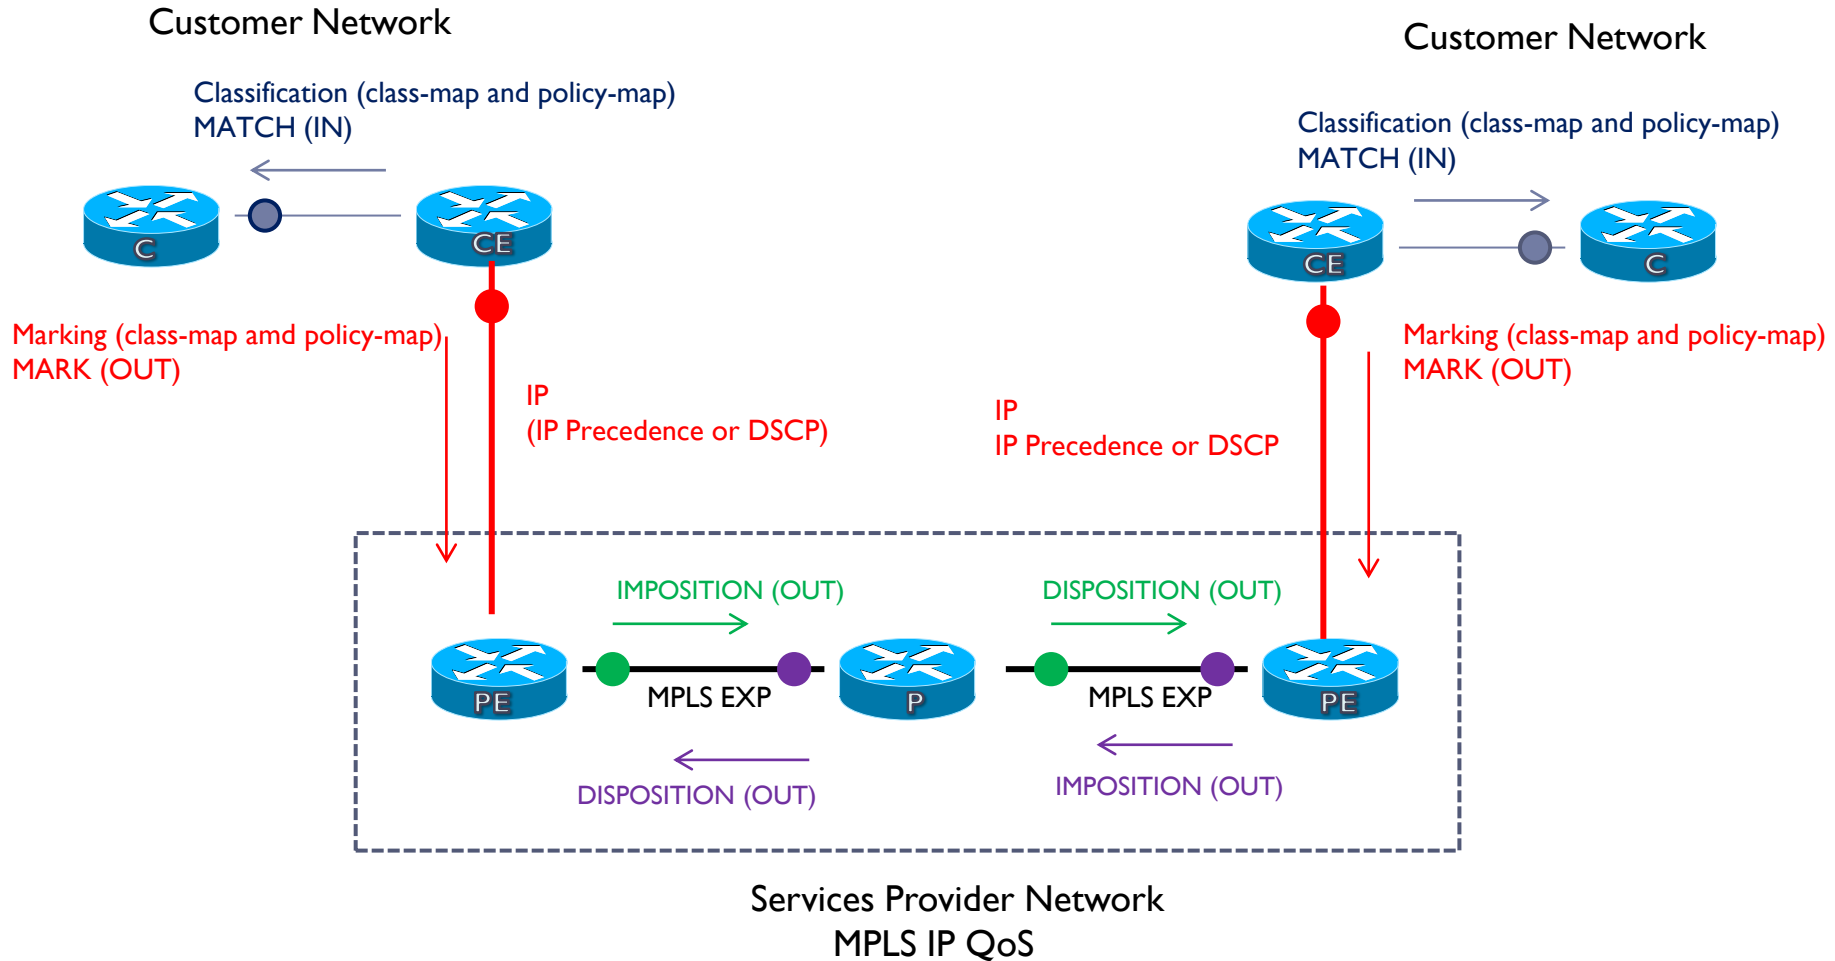 Customer Network
Customer Network
Classification (class-map and policy-map)
MATCH (IN)
Classification (class-map and policy-map)
MATCH (IN)
C
CE
CE
C
Marking (class-map amd policy-map)
MARK (OUT)
Marking (class-map and policy-map)
MARK (OUT)
IP
(IP Precedence or DSCP)
IP
IP Precedence or DSCP
IMPOSITION (OUT)
DISPOSITION (OUT)
PE
MPLS EXP
P
MPLS EXP
PE
DISPOSITION (OUT)
IMPOSITION (OUT)
Services Provider Network
MPLS IP QoS